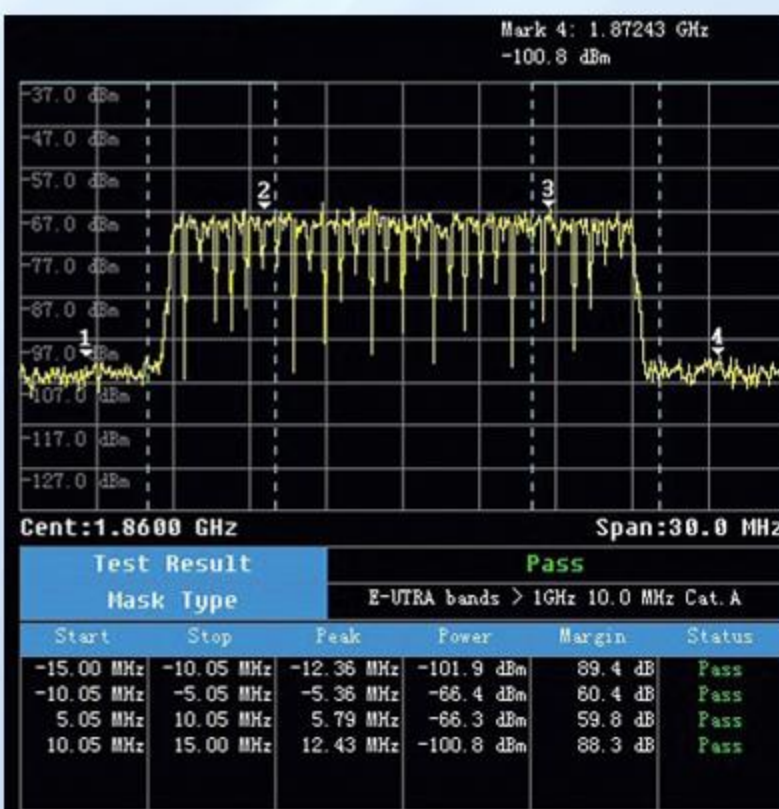 Mark 4: 1.87243 GHz
-100.8 dBm
-37.0 dBm
-47.0 dBm
-57.0 dBm
2
3
-67.0 dBm
-77.0 dBm
-87.0 dBm
1
4
-97.0 dBm
-107.0 dBm
-117.0 dBm
-127.0 dBm
Cent:1.8600 GHz Span:30.0 MHz
Test Result Pass
Mask Type E-UTRA bands > 1GHz 10.0 MHz Cat. A
Start Stop Peak Power Margin Status
-15.00 MHz -10.05 MHz -12.36 MHz -101.9 dBm 89.4 dB Pass
-10.05 MHz -5.05 MHz -5.36 MHz -66.4 dBm 60.4 dB Pass
5.05 MHz 10.05 MHz 5.79 MHz -66.3 dBm 59.8 dB Pass
10.05 MHz 15.00 MHz 12.43 MHz -100.8 dBm 88.3 dB Pass